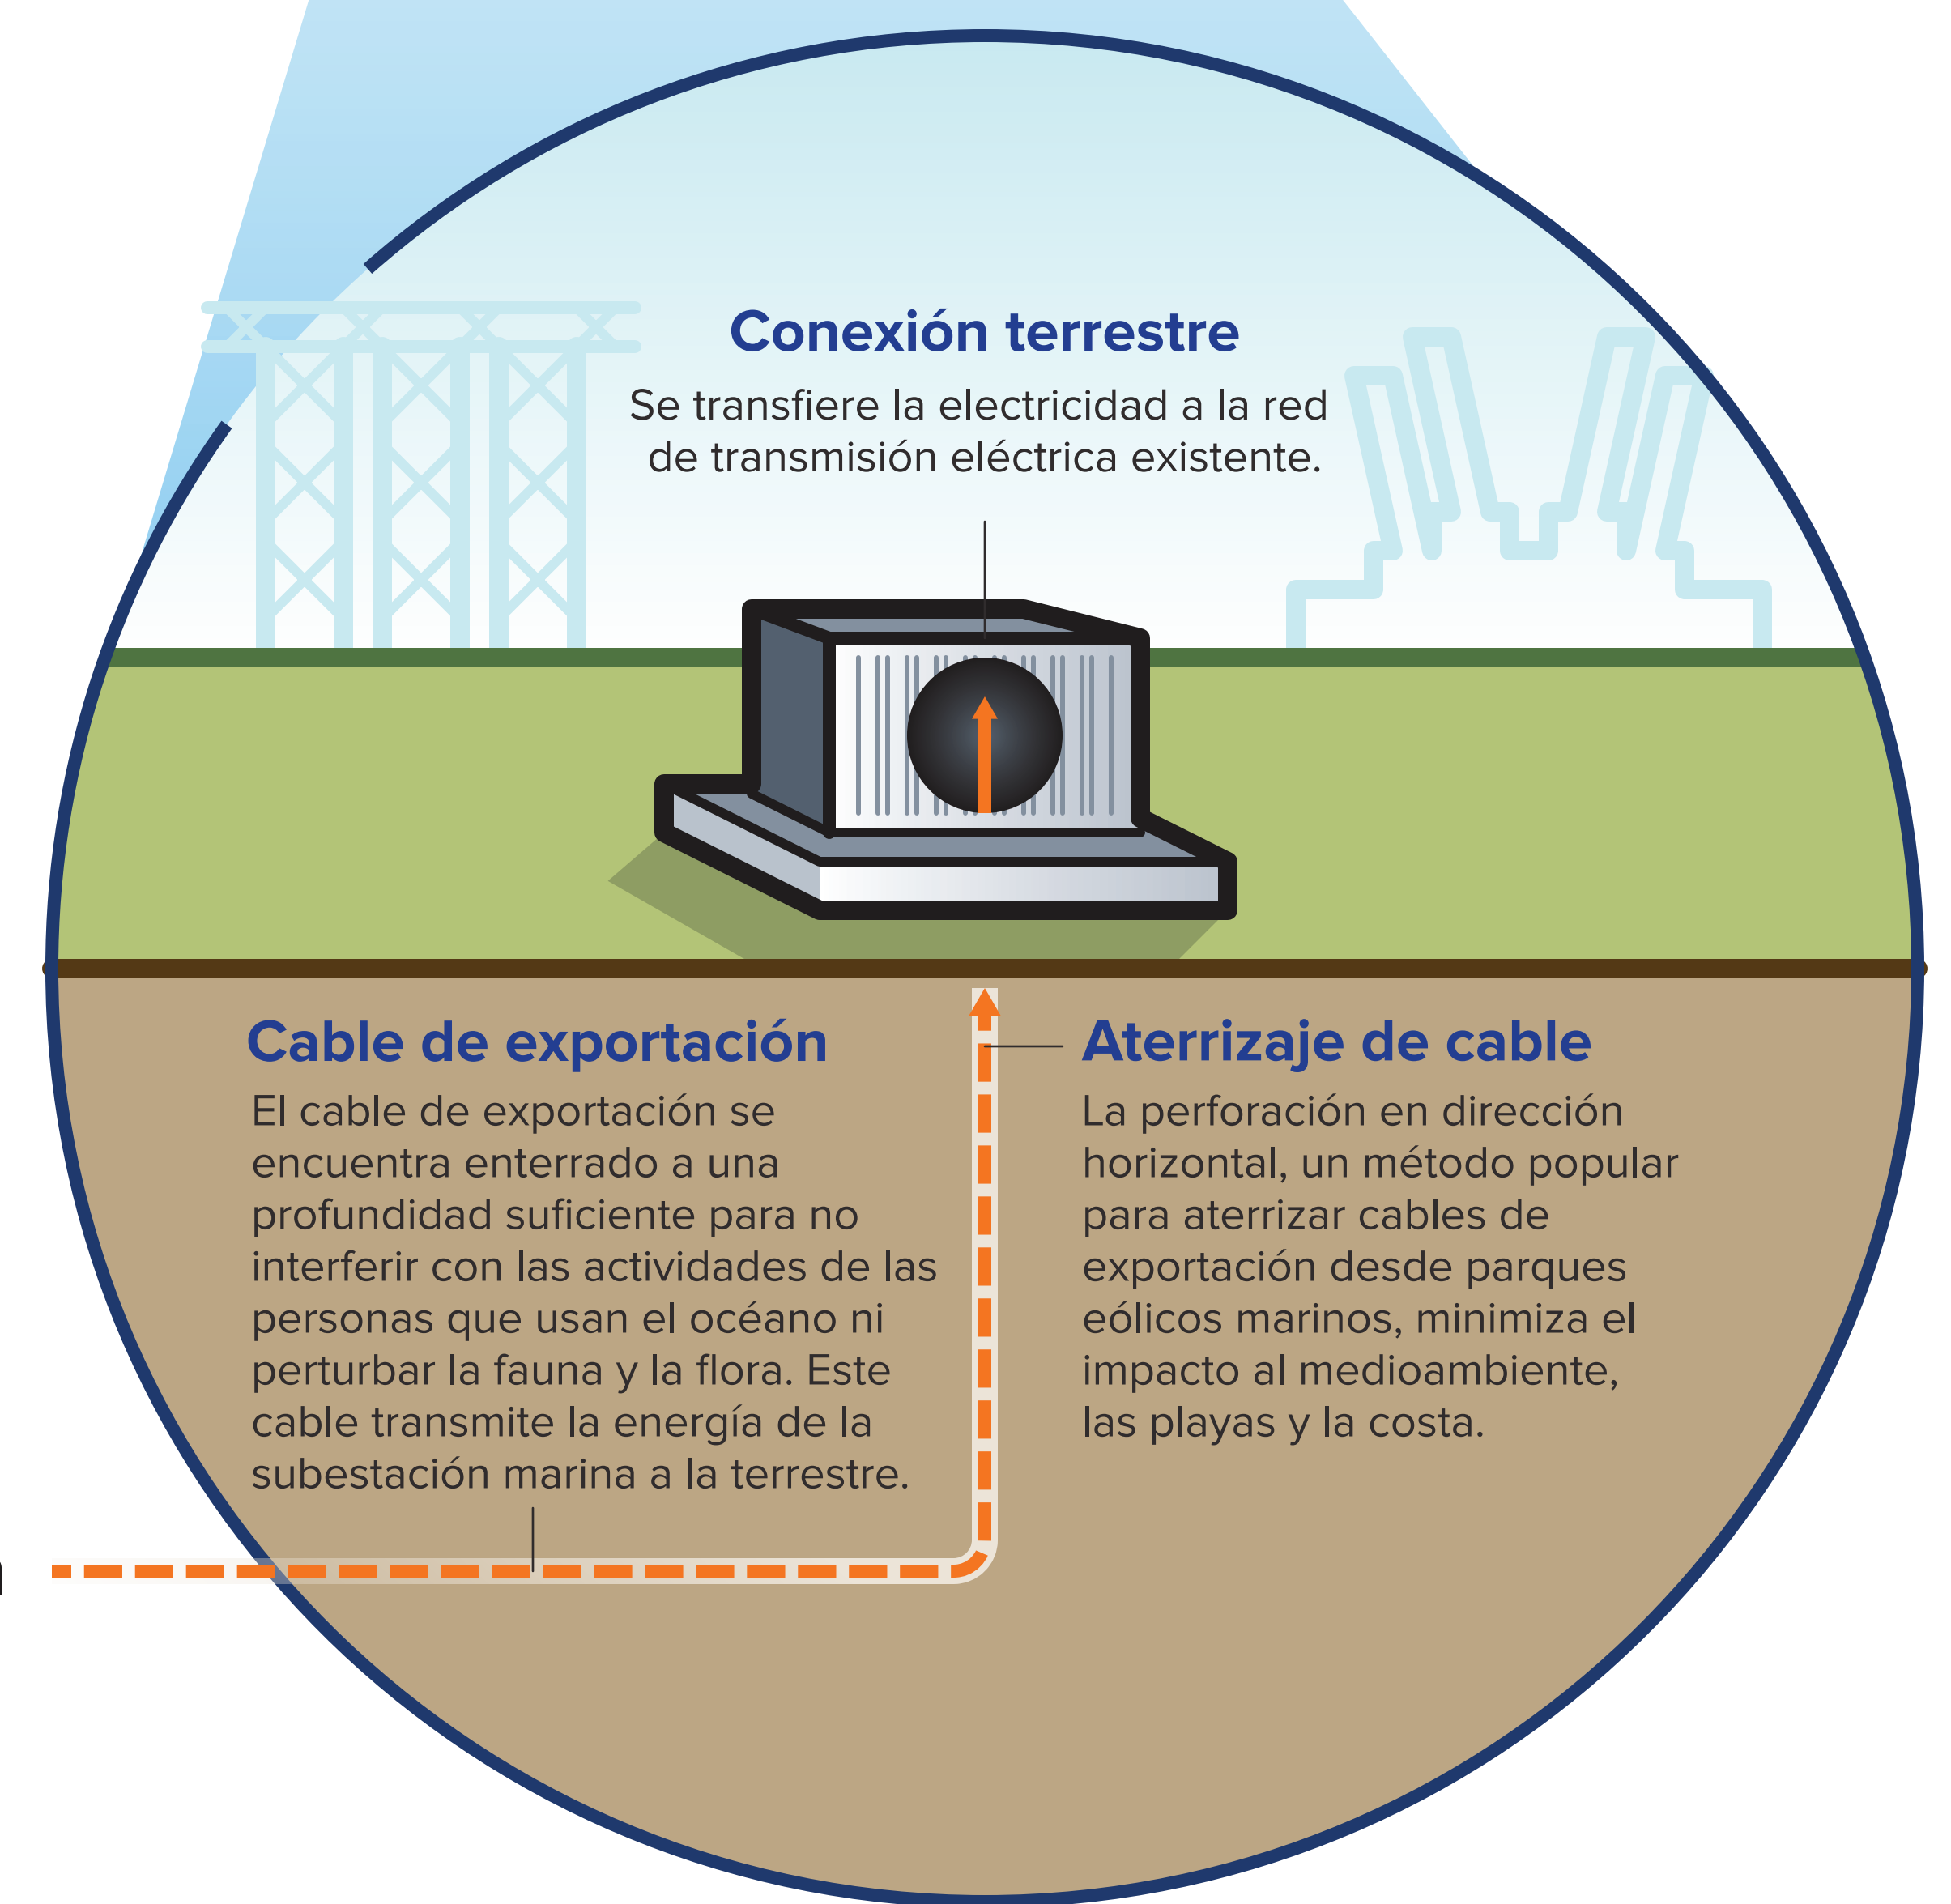 Conexión terrestre
Se transfiere la electricidad a la red
de transmisión eléctrica existente.
Cable de exportación
El cable de exportación se
encuentra enterrado a una
profundidad suficiente para no
interferir con las actividades de las
personas que usan el océano ni
perturbar la fauna y la flora. Este
cable transmite la energía de la
subestación marina a la terrestre.
Aterrizaje de cable
La perforación en dirección
horizontal, un método popular
para aterrizar cables de
exportación desde parques
eólicos marinos, minimiza el
impacto al medioambiente,
las playas y la costa.